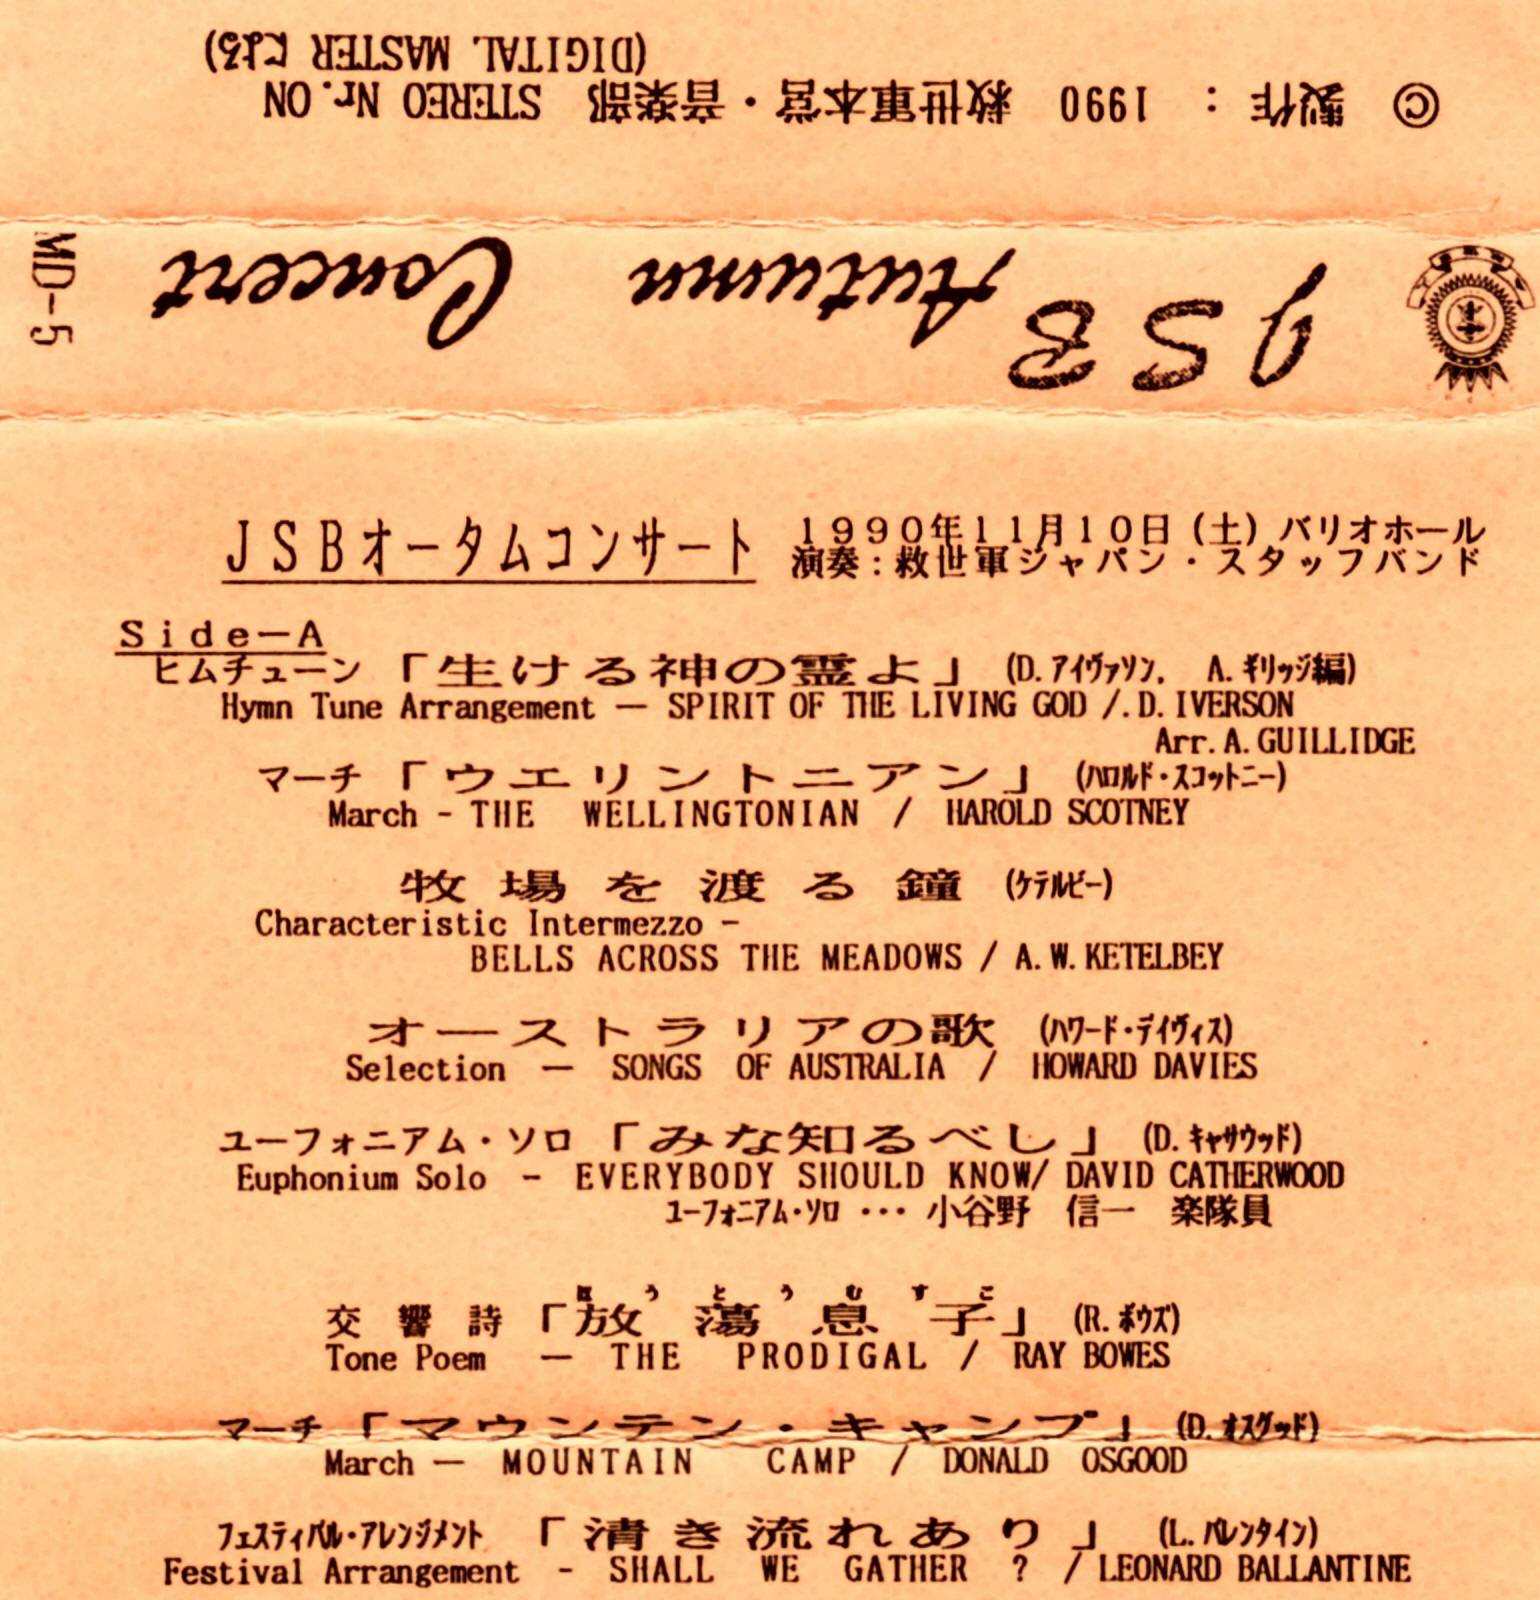 © 製作 : 1990 救世軍本営・音楽部 STEREO Nr.ON
(DIGITAL MASTER による)
JSB Autumn Concert
MD-5
JSBオータムコンサート 1990年11月10日(土) バリオホール
演奏:救世軍ジャパン・スタッフバンド
Side-A
ヒムチューン 「生ける神の霊よ」 (D.アイヴァソン. A.ギリッジ編)
Hymn Tune Arrangement — SPIRIT OF THE LIVING GOD /.D.IVERSON
Arr.A.GUILLIDGE
マーチ 「ウエリントニアン」 (ハロルド・スコットニー)
March - THE WELLINGTONIAN / HAROLD SCOTNEY
牧場を渡る鐘 (ケテルビー)
Characteristic Intermezzo -
BELLS ACROSS THE MEADOWS / A.W.KETELBEY
オーストラリアの歌 (ハワード・デイヴィス)
Selection — SONGS OF AUSTRALIA / HOWARD DAVIES
ユーフォニアム・ソロ 「みな知るべし」 (D.キャサウッド)
Euphonium Solo - EVERYBODY SHOULD KNOW/ DAVID CATHERWOOD
ユーフォニアム・ソロ ・・・ 小谷野 信一 楽隊員
ほうとうむすこ
交響詩 「放蕩息子」 (R.ボウズ)
Tone Poem — THE PRODIGAL / RAY BOWES
マーチ 「マウンテン・キャンプ」 (D.オスグッド)
March — MOUNTAIN CAMP / DONALD OSGOOD
フェスティバル・アレンジメント 「清き流れあり」 (L.バレンタイン)
Festival Arrangement - SHALL WE GATHER ? / LEONARD BALLANTINE